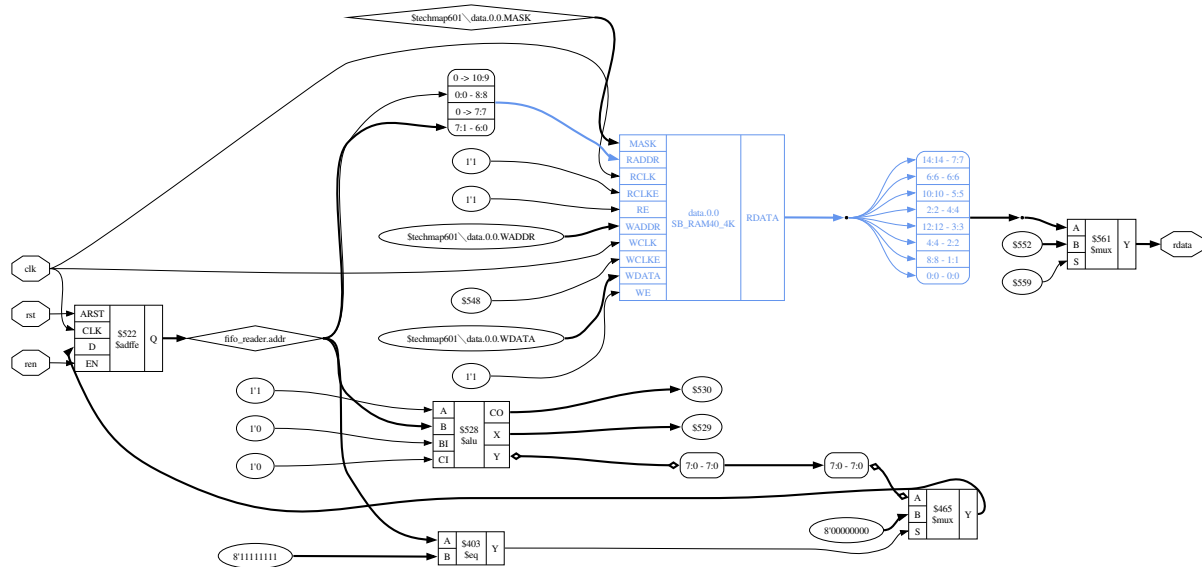 $techmap601\data.0.0.MASK
0 -> 10:9
0:0 - 8:8
0 -> 7:7
7:1 - 6:0
1'1
1'1
$techmap601\data.0.0.WADDR
$548
$techmap601\data.0.0.WDATA
1'1
MASK
RADDR
RCLK
RCLKE
RE
WADDR
WCLK
WCLKE
WDATA
WE
data.0.0
SB_RAM40_4K
RDATA
14:14 - 7:7
6:6 - 6:6
10:10 - 5:5
2:2 - 4:4
12:12 - 3:3
4:4 - 2:2
8:8 - 1:1
0:0 - 0:0
$552
$559
A
B
S
$561
$mux
Y
rdata
clk
rst
ren
ARST
CLK
D
EN
$522
$adffe
Q
fifo_reader.addr
1'1
1'0
1'0
A
B
BI
CI
$528
$alu
CO
X
Y
$530
$529
7:0 - 7:0
7:0 - 7:0
8'00000000
A
B
S
$465
$mux
Y
8'11111111
A
B
$403
$eq
Y